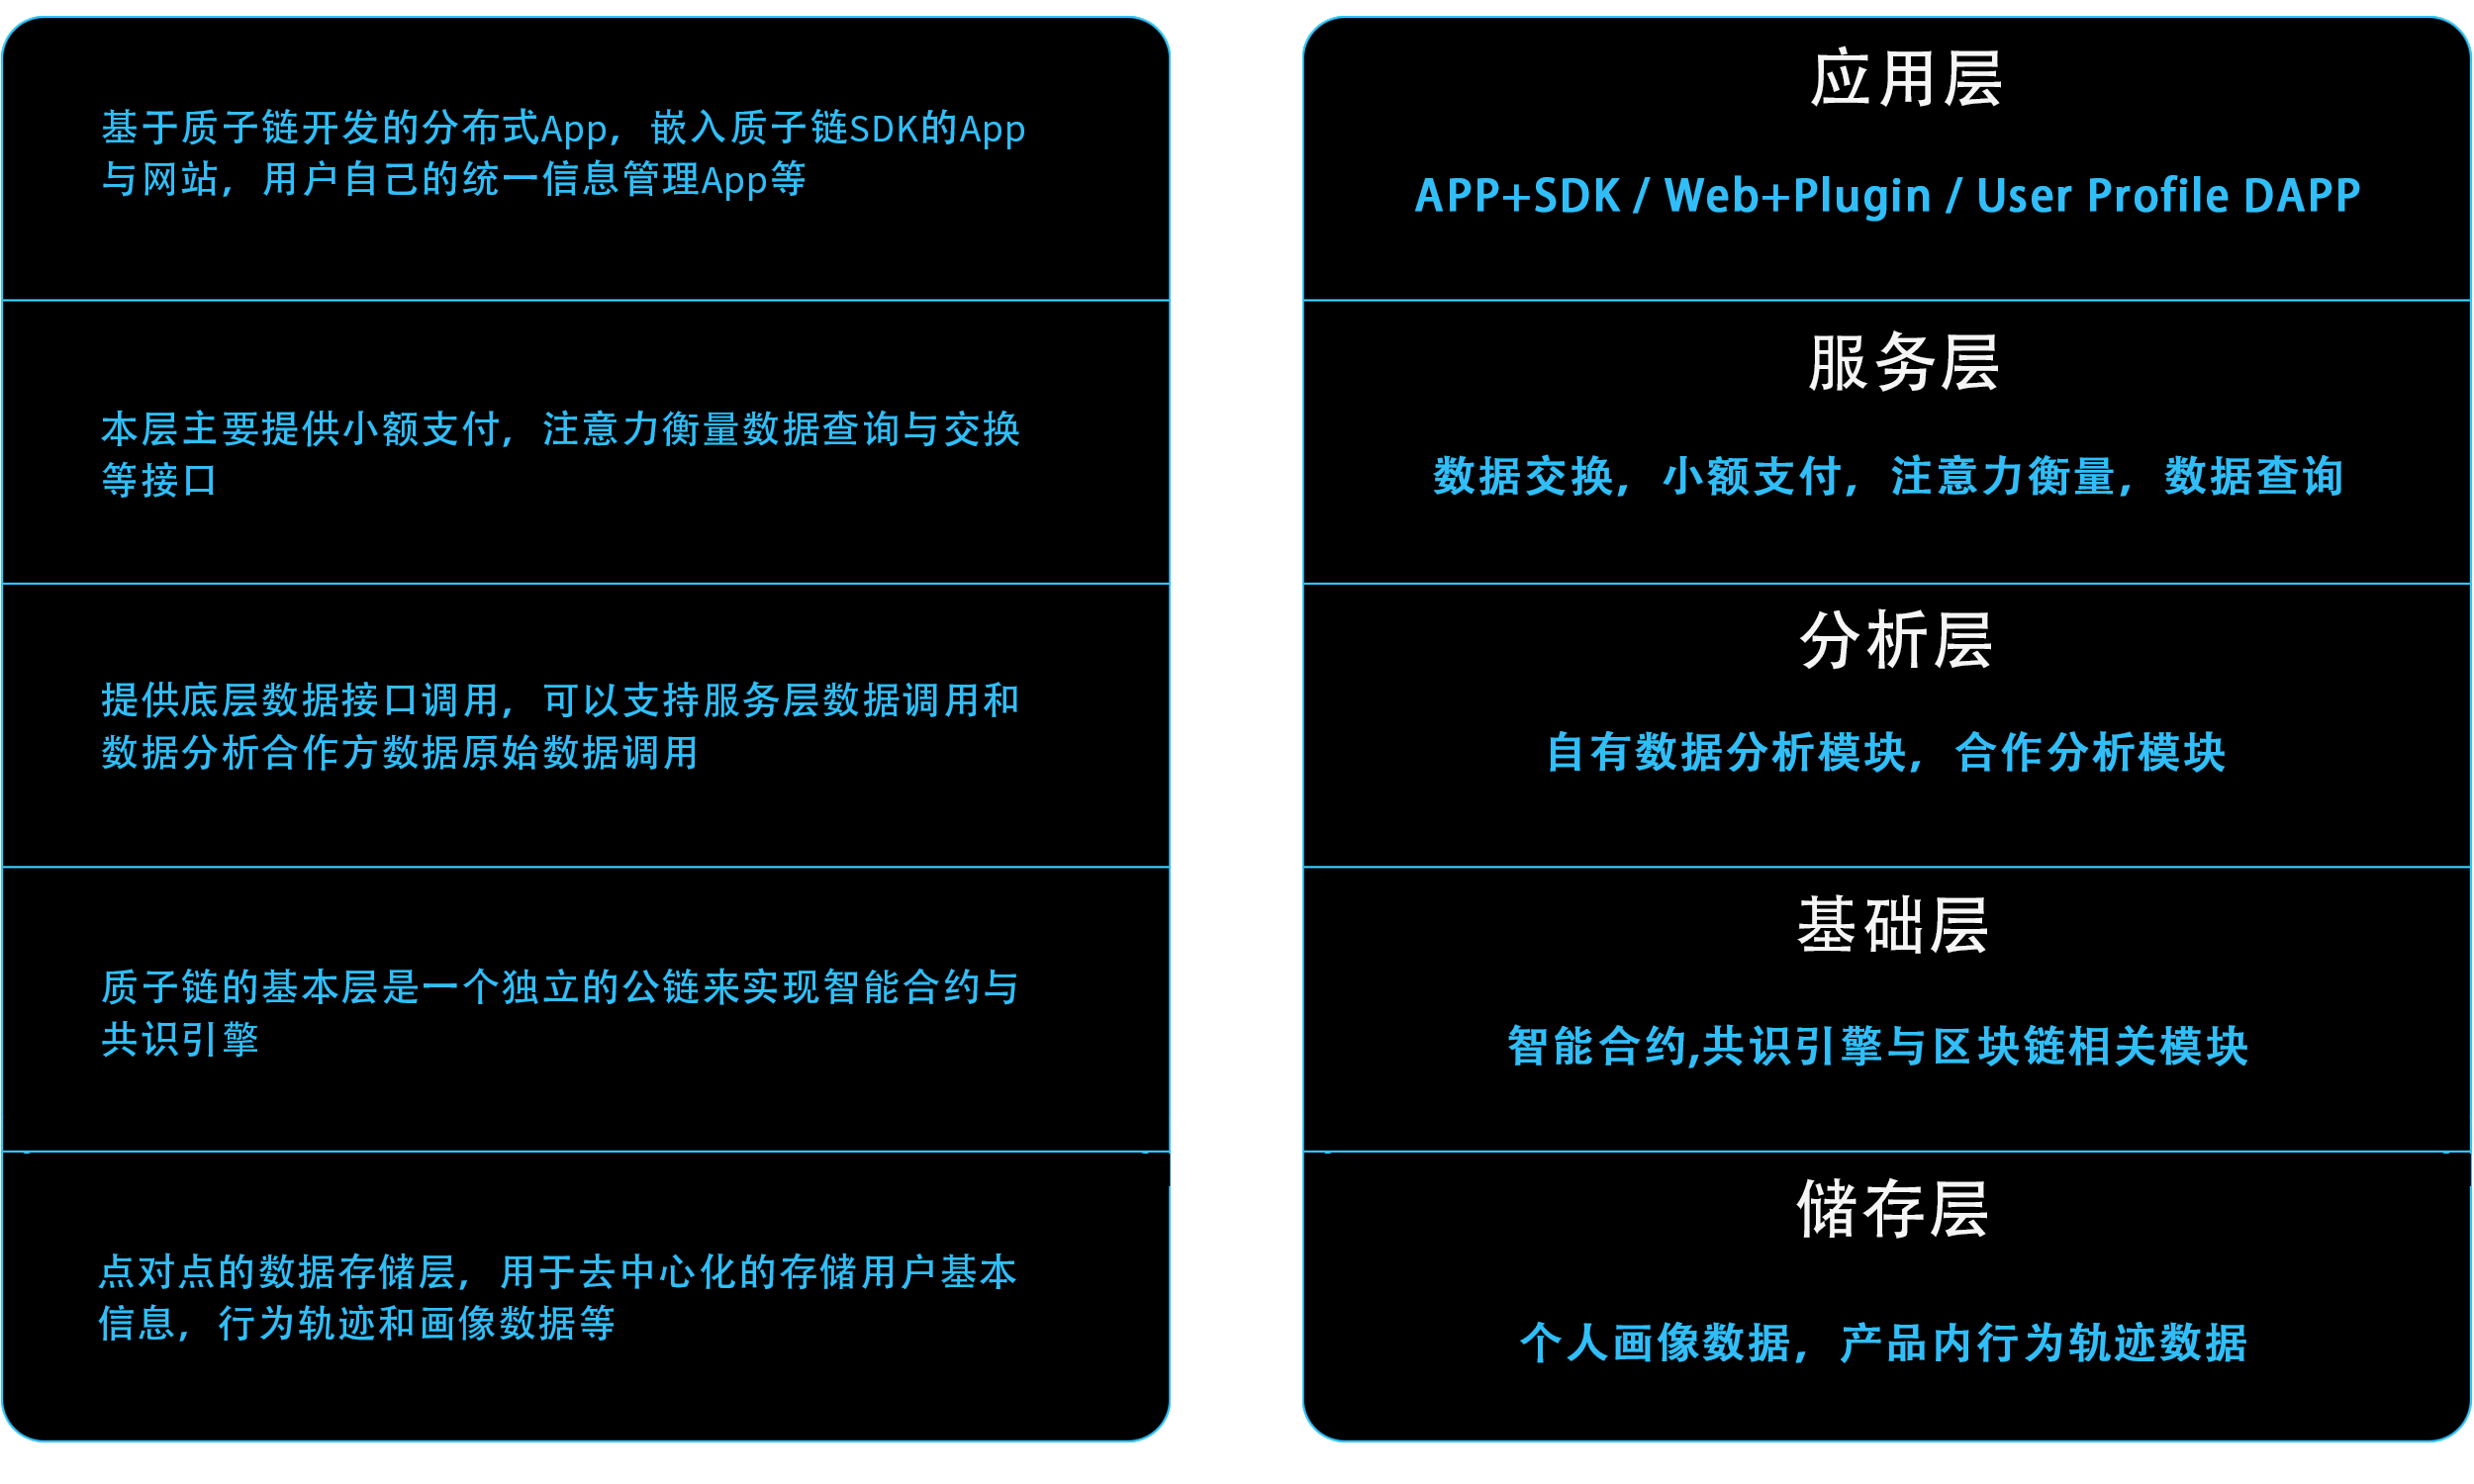 基于质子链开发的分布式App，嵌入质子链SDK的App
与网站，用户自己的统一信息管理App等
应用层
APP+SDK / Web+Plugin / User Profile DAPP
本层主要提供小额支付，注意力衡量数据查询与交换
等接口
服务层
数据交换，小额支付，注意力衡量，数据查询
提供底层数据接口调用，可以支持服务层数据调用和
数据分析合作方数据原始数据调用
分析层
自有数据分析模块，合作分析模块
质子链的基本层是一个独立的公链来实现智能合约与
共识引擎
基础层
智能合约,共识引擎与区块链相关模块
点对点的数据存储层，用于去中心化的存储用户基本
信息，行为轨迹和画像数据等
储存层
个人画像数据，产品内行为轨迹数据